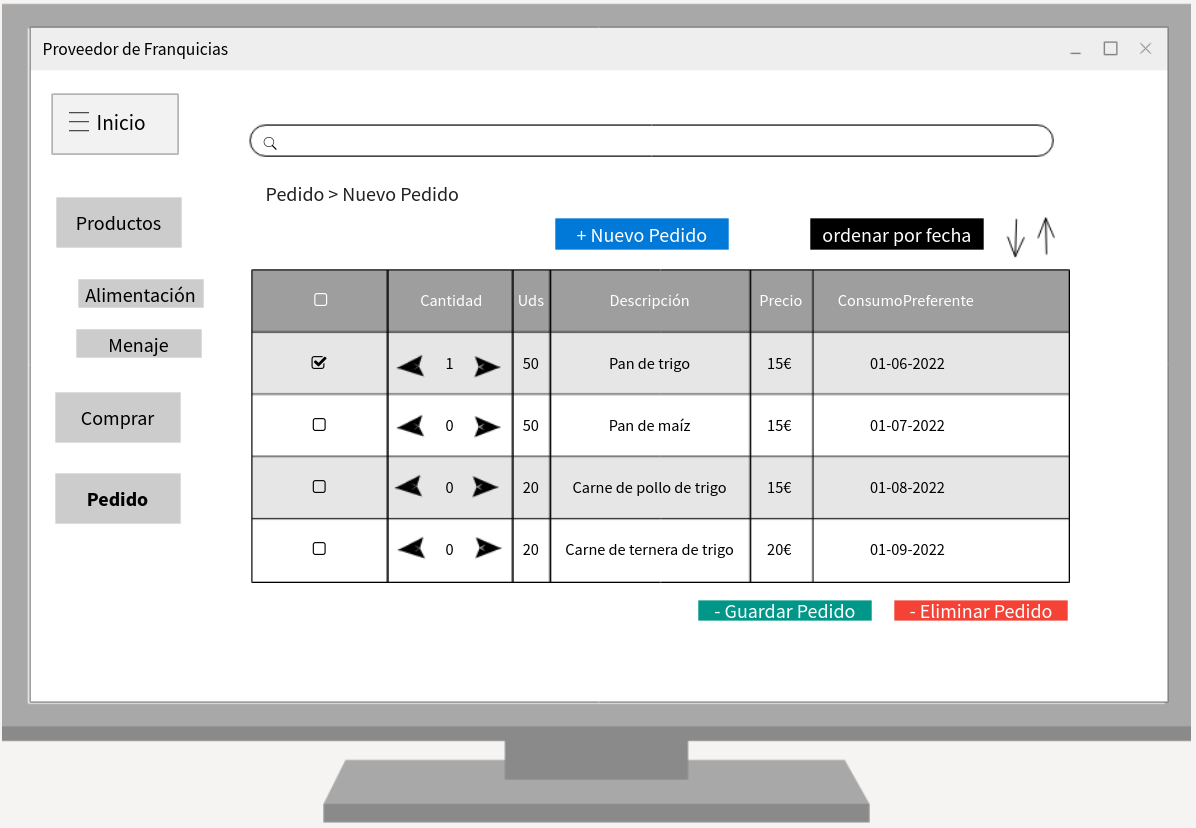 Proveedor de Franquicias
Inicio
Pedido > Nuevo Pedido
Productos
+ Nuevo Pedido
ordenar por fecha
Alimentación
Menaje
Comprar
Pedido
Cantidad Uds Descripción Precio ConsumoPreferente
1 50 Pan de trigo 15€ 01-06-2022
0 50 Pan de maíz 15€ 01-07-2022
0 20 Carne de pollo de trigo 15€ 01-08-2022
0 20 Carne de ternera de trigo 20€ 01-09-2022
- Guardar Pedido
- Eliminar Pedido